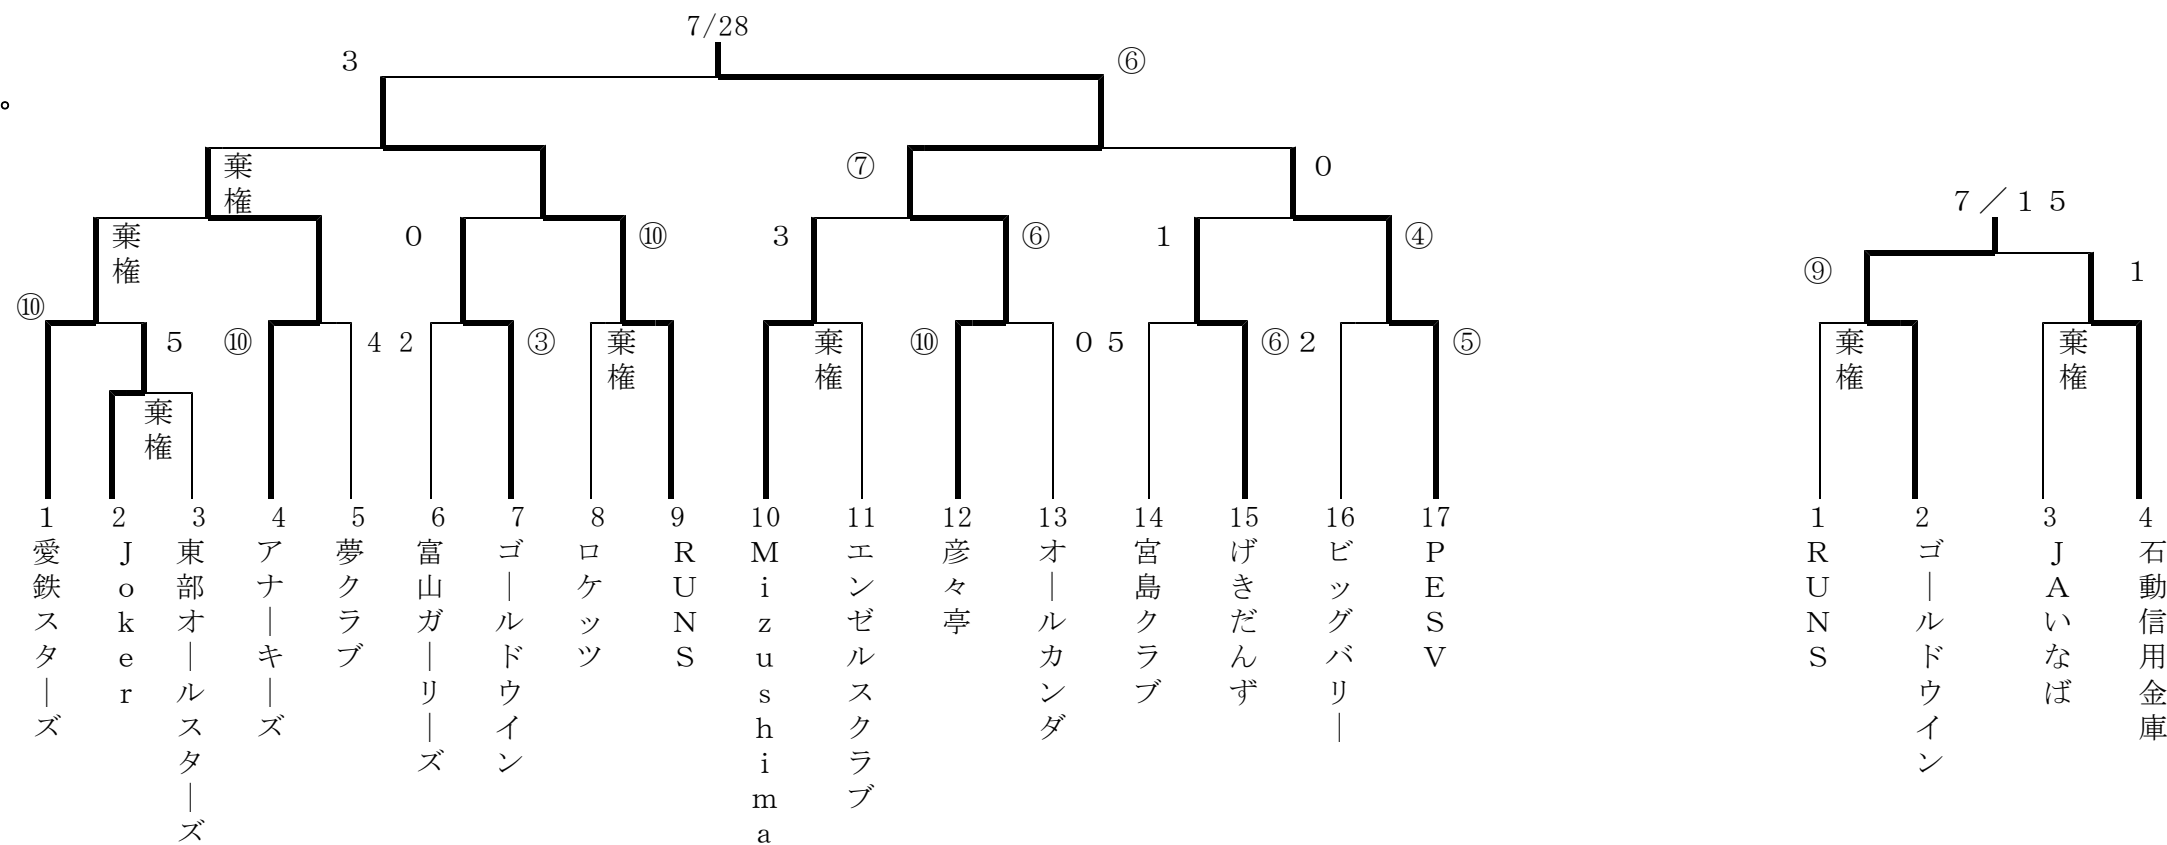 7/28
3
⑥
。
棄権
⑦
0
7／15
棄権
0
⑩
3
⑥
1
④
⑨
1
⑩
5
⑩
4
2
③
棄権
棄権
⑩
0
5
⑥
2
⑤
棄権
棄権
棄権
1 愛鉄スターズ
2 Joker
3 東部オールスターズ
4 アナーキーズ
5 夢クラブ
6 富山ガーリーズ
7 ゴールドウイン
8 ロケッツ
9 RUNS
10 Mizushima
11 エンゼルスクラブ
12 彦々亭
13 オールカンダ
14 宮島クラブ
15 げきだんず
16 ビッグバリー
17 PESV
1 RUNS
2 ゴールドウイン
3 JAいなば
4 石動信用金庫